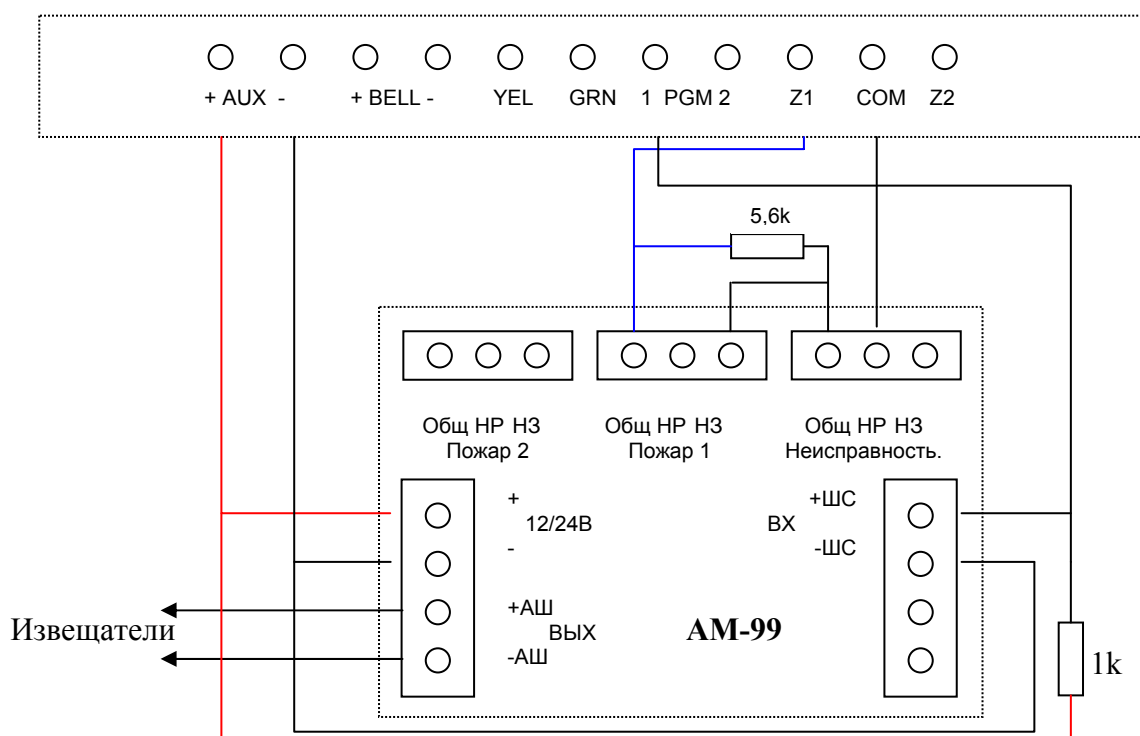 + AUX - + BELL - YEL GRN 1 PGM 2 Z1 COM Z2
5,6k
Общ НР НЗ Общ НР НЗ Общ НР НЗ
Пожар 2 Пожар 1 Неисправность.
+ +ШС
12/24В ВХ
- -ШС
+АШ
Извещатели ВЫХ АМ-99
-АШ 1k